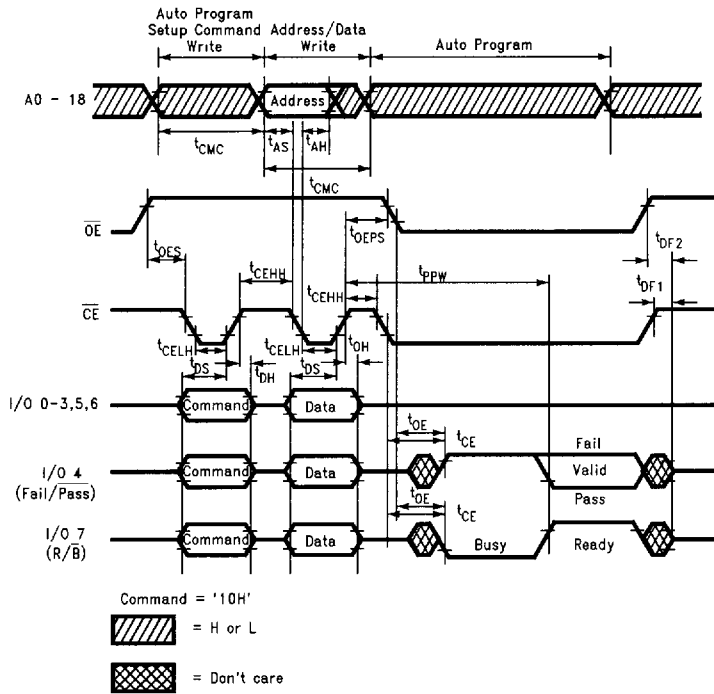 Auto Program
Setup Command
Write
Address/Data
Write
Auto Program
A0 - 18
Address
tCMC
tAS
tAH
tCMC
OE
tOES
tOEPS
tDF2
tCEHH
tPPW
tCEHH
tDF1
CE
tCELH
tCELH
tOH
tDS
tDH
tDS
I/O 0-3,5,6
Command
Data
tOE
tCE
Fail
I/O 4
(Fail/Pass)
Command
Data
Valid
tOE
Pass
tCE
I/O 7
(R/B)
Command
Data
Busy
Ready
Command = '10H'
= H or L
= Don't care